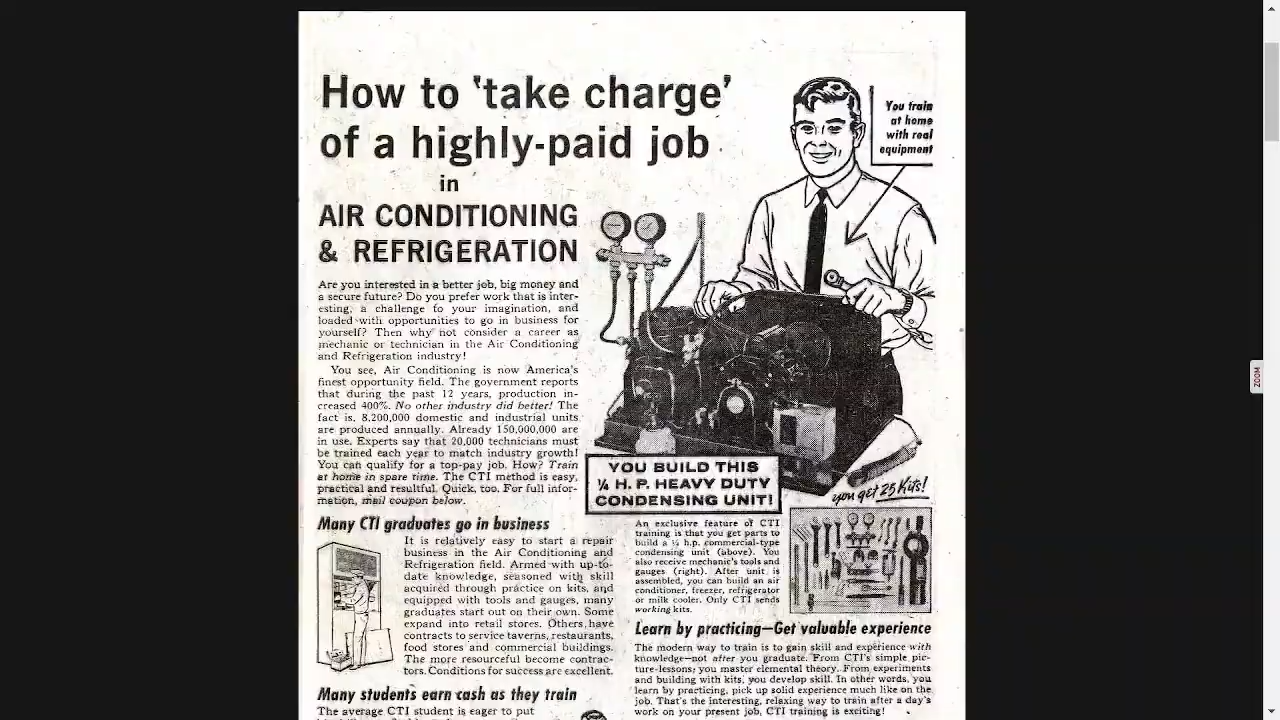 How to 'take charge'
of a highly-paid job
in
AIR CONDITIONING
& REFRIGERATION
You train
at home
with real
equipment
Are you interested in a better job, big money and
a secure future? Do you prefer work that is inter-
esting, a challenge to your imagination, and
loaded with opportunities to go in business for
yourself? Then why not consider a career as
mechanic or technician in the Air Conditioning
and Refrigeration industry!
You see, Air Conditioning is now America's
finest opportunity field. The government reports
that during the past 12 years, production in-
creased 400%. No other industry did better! The
fact is, 8,200,000 domestic and industrial units
are produced annually. Already 150,000,000 are
in use. Experts say that 20,000 technicians must
be trained each year to match industry growth!
You can qualify for a top-pay job. How? Train
at home in spare time. The CTI method is easy,
practical and resultful. Quick, too. For full infor-
mation, mail coupon below.
YOU BUILD THIS
¼ H. P. HEAVY DUTY
CONDENSING UNIT!
you get 25 Kits!
Many CTI graduates go in business
It is relatively easy to start a repair
business in the Air Conditioning and
Refrigeration field. Armed with up-to-
date knowledge, seasoned with skill
acquired through practice on kits, and
equipped with tools and gauges, many
graduates start out on their own. Some
expand into retail stores. Others have
contracts to service taverns, restaurants,
food stores and commercial buildings.
The more resourceful become contrac-
tors. Conditions for success are excellent.
Many students earn cash as they train
The average CTI student is eager to put
An exclusive feature of CTI
training is that you get parts to
build a ¼ h.p. commercial-type
condensing unit (above). You
also receive mechanic's tools and
gauges (right). After unit is
assembled, you can build an air
conditioner, freezer, refrigerator
or milk cooler. Only CTI sends
working kits.
Learn by practicing—Get valuable experience
The modern way to train is to gain skill and experience with
knowledge—not after you graduate. From CTI's simple pic-
ture-lessons, you master elemental theory. From experiments
and building with kits, you develop skill. In other words, you
learn by practicing, pick up solid experience much like on the
job. That's the interesting, relaxing way to train after a day's
work on your present job, CTI training is exciting!
ZOOM